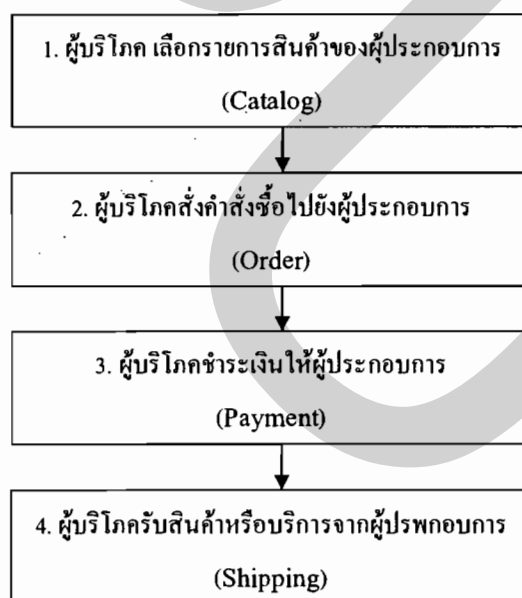 1. ผู้บริโภค เลือกรายการสินค้าของผู้ประกอบการ
(Catalog)
2. ผู้บริโภคสั่งคำสั่งซื้อไปยังผู้ประกอบการ
(Order)
3. ผู้บริโภคชำระเงินให้ผู้ประกอบการ
(Payment)
4. ผู้บริโภครับสินค้าหรือบริการจากผู้ปรพกอบการ
(Shipping)